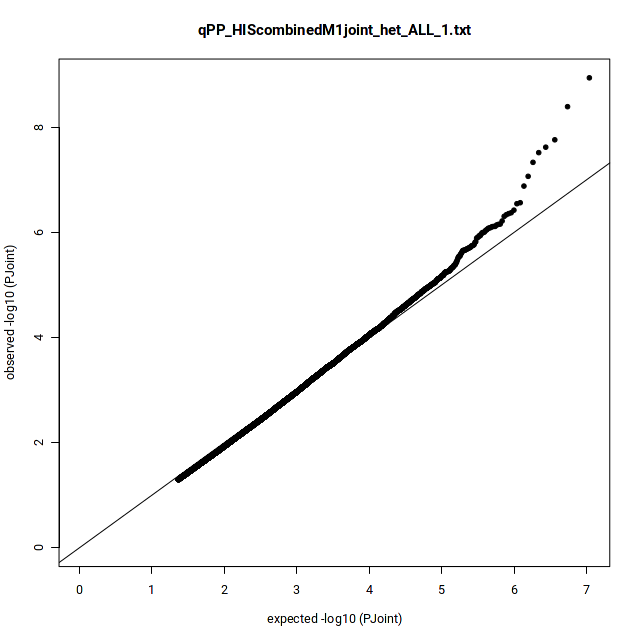 qPP_HIScombinedM1joint_het_ALL_1.txt
observed -log10 (PJoint)
8
6
4
2
0
0 1 2 3 4 5 6 7
expected -log10 (PJoint)